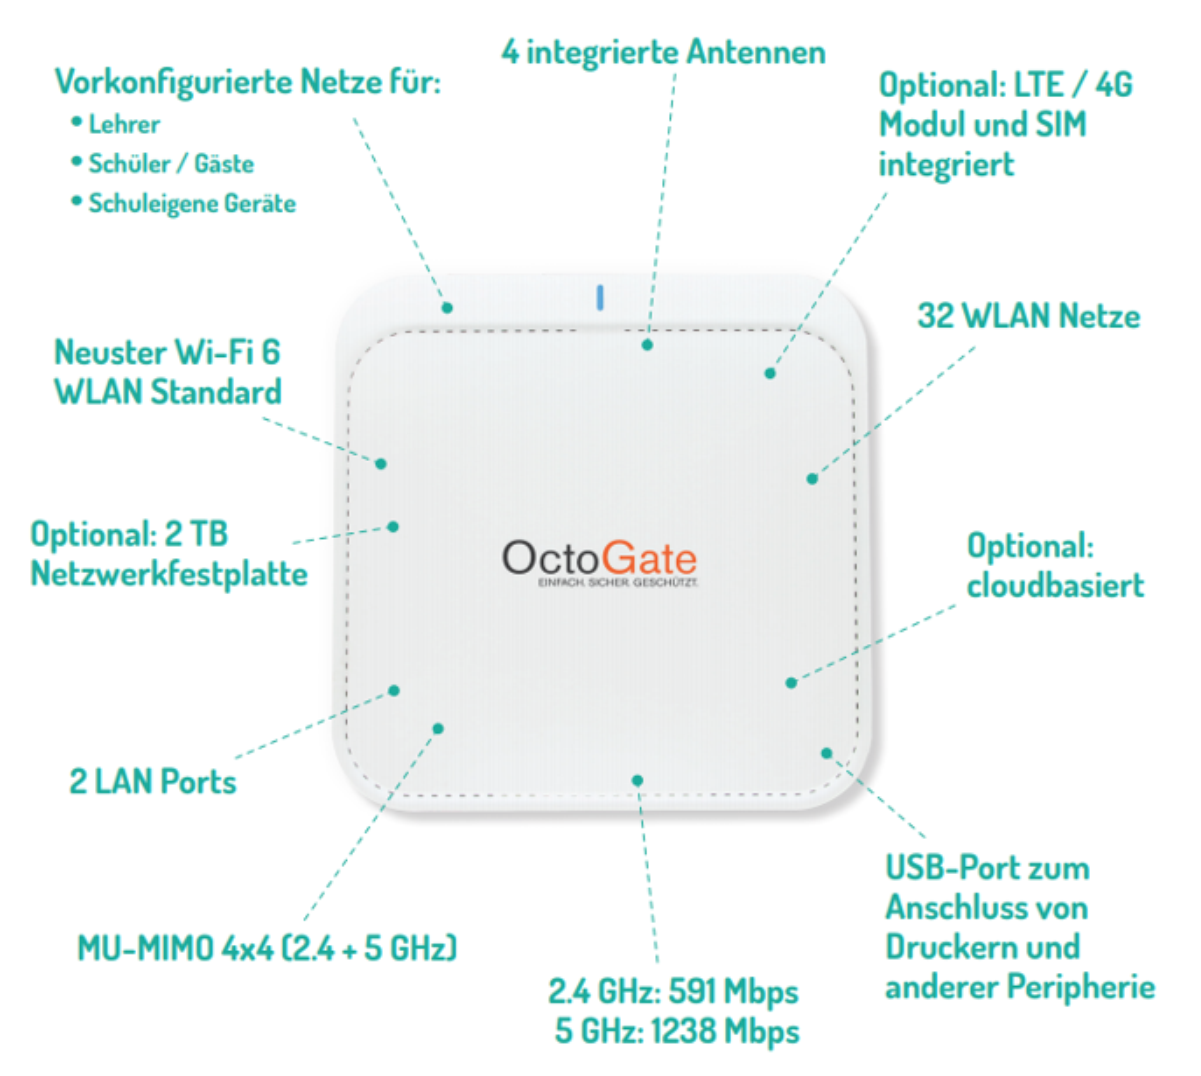 4 integrierte Antennen
Vorkonfigurierte Netze für:
• Lehrer
• Schüler / Gäste
• Schuleigene Geräte
Optional: LTE / 4G
Modul und SIM
integriert
32 WLAN Netze
Neuster Wi-Fi 6
WLAN Standard
Optional: 2 TB
Netzwerkfestplatte
OctoGate
EINFACH. SICHER. GESCHÜTZT.
Optional:
cloudbasiert
2 LAN Ports
MU-MIMO 4x4 (2.4 + 5 GHz)
2.4 GHz: 591 Mbps
5 GHz: 1238 Mbps
USB-Port zum
Anschluss von
Druckern und
anderer Peripherie